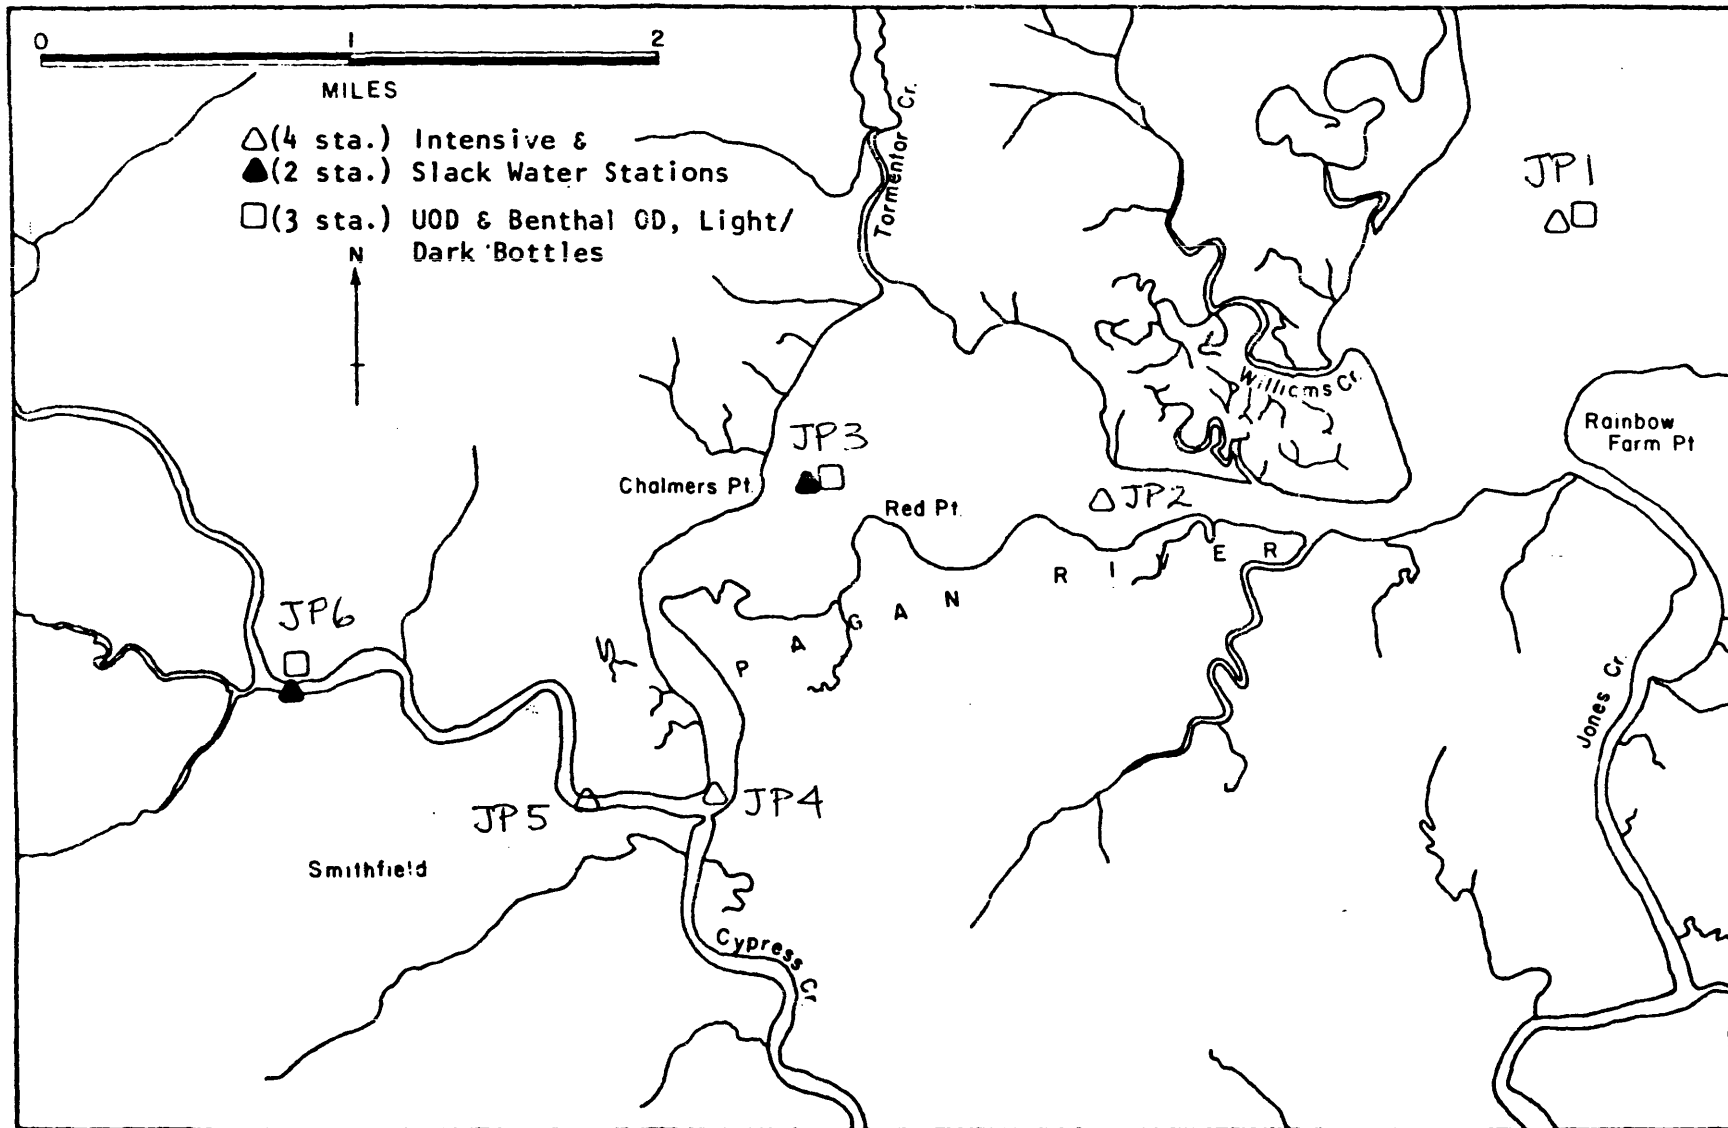 0 1 2
MILES
△(4 sta.) Intensive &
▲(2 sta.) Slack Water Stations
□(3 sta.) UOD & Benthal OD, Light/
Dark Bottles
N
Tormentor Cr.
JP1
Williams Cr.
Rainbow
Farm Pt
JP3
Chalmers Pt.
Red Pt.
JP2
PAGAN RIVER
JP6
Jones Cr.
JP5
JP4
Smithfield
Cypress Cr